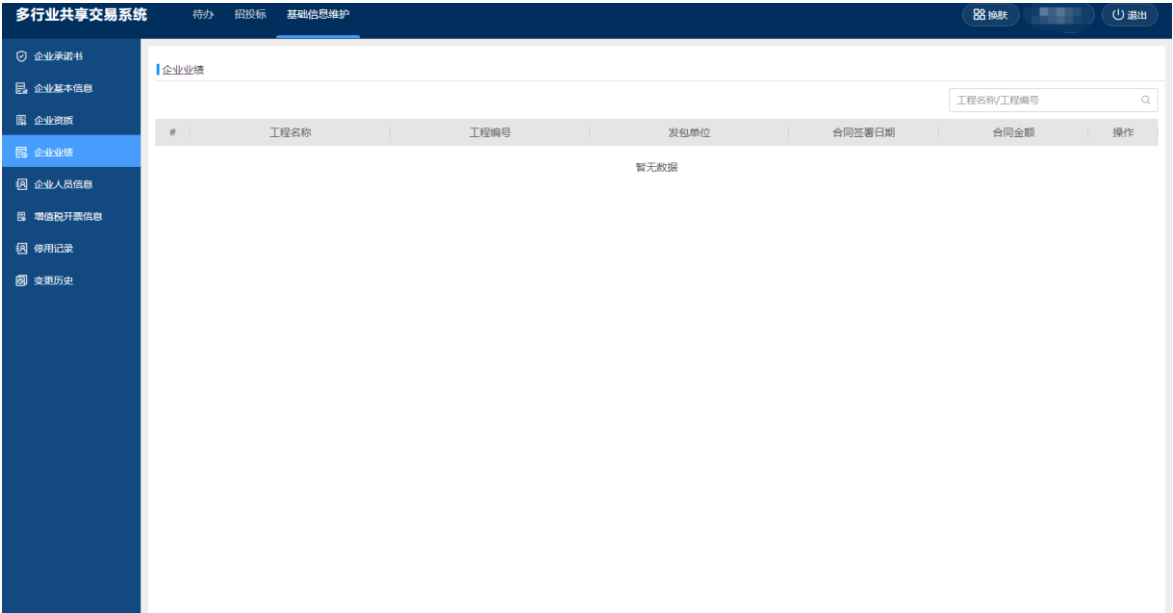 多行业共享交易系统 待办 招投标 基础信息维护 换肤 退出
企业承诺书
企业基本信息
企业资质
企业业绩
企业人员信息
增值税开票信息
停用记录
变更历史
企业业绩
工程名称/工程编号
# 工程名称 工程编号 发包单位 合同签署日期 合同金额 操作
暂无数据